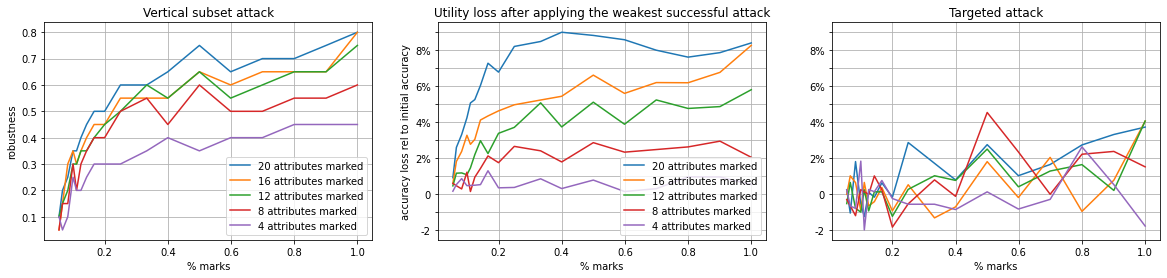 Vertical subset attack
robustness
0.8
0.7
0.6
0.5
0.4
0.3
0.2
0.1
0.2 0.4 0.6 0.8 1.0
% marks
20 attributes marked
16 attributes marked
12 attributes marked
8 attributes marked
4 attributes marked
Utility loss after applying the weakest successful attack
accuracy loss rel to initial accuracy
8%
6%
4%
2%
0
-2
0.2 0.4 0.6 0.8 1.0
% marks
20 attributes marked
16 attributes marked
12 attributes marked
8 attributes marked
4 attributes marked
Targeted attack
8%
6%
4%
2%
0
-2
0.2 0.4 0.6 0.8 1.0
% marks